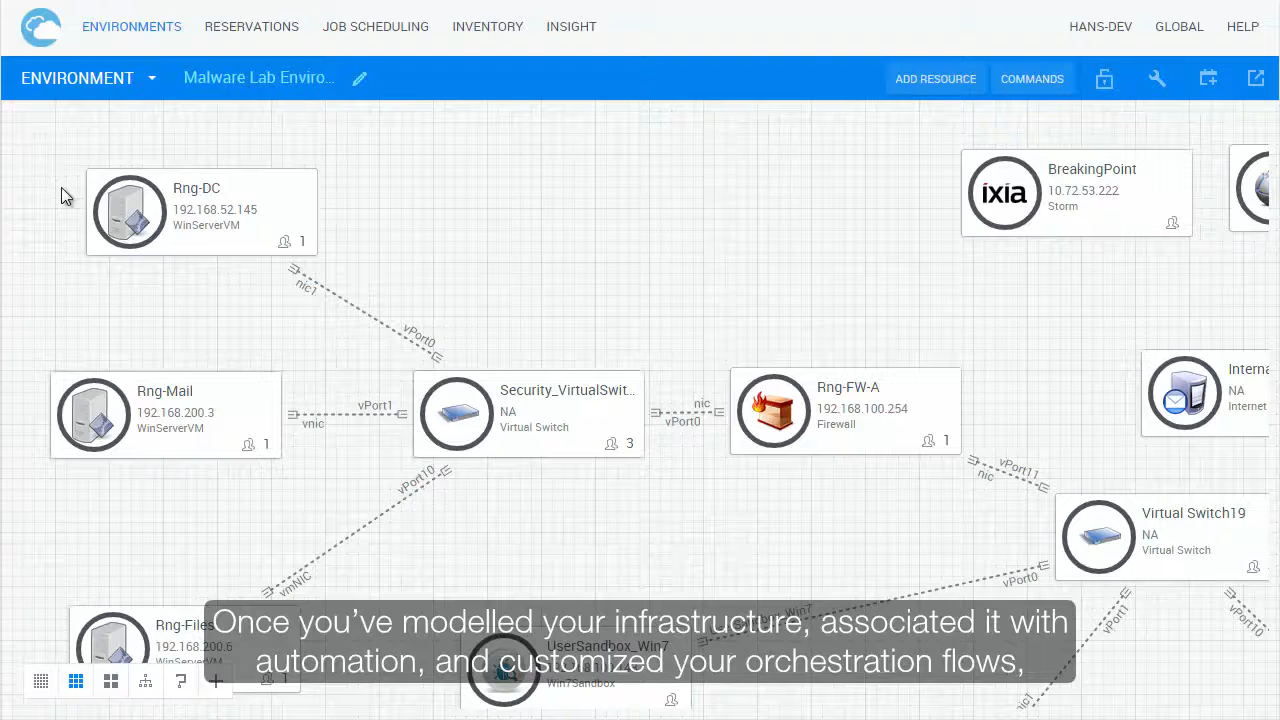 ENVIRONMENTS RESERVATIONS JOB SCHEDULING INVENTORY INSIGHT HANS-DEV GLOBAL HELP
ENVIRONMENT Malware Lab Enviro... ADD RESOURCE COMMANDS
Rng-DC
192.168.52.145
WinServerVM
1
ixia
BreakingPoint
10.72.53.222
Storm
nic1
vPort0
Rng-Mail
192.168.200.3
WinServerVM
1
vPort1
vnic
Security_VirtualSwit...
NA
Virtual Switch
3
nic
vPort0
Rng-FW-A
192.168.100.254
Firewall
1
Interna
NA
Internet
vPort11
nic
vPort10
vmNIC
Virtual Switch19
NA
Virtual Switch
vPort0
vPort1
vPort10
nic1
Rng-Files
192.168.200.6
WinServerVM
1
UserSandbox_Win7
Win7Sandbox
Once you've modelled your infrastructure, associated it with
automation, and customized your orchestration flows,